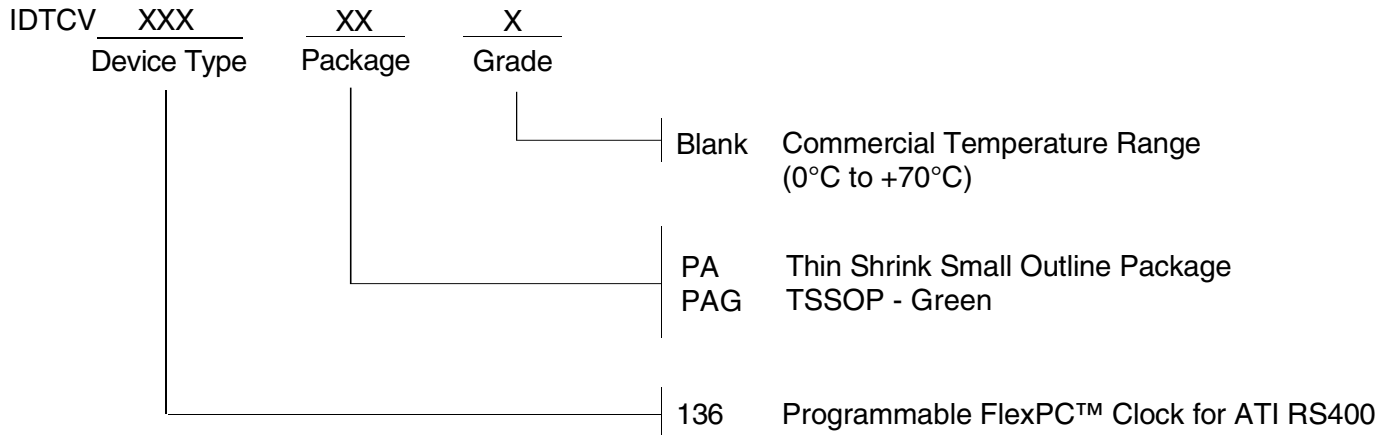 IDTCV XXX XX X
Device Type Package Grade
Blank Commercial Temperature Range
(0°C to +70°C)
PA Thin Shrink Small Outline Package
PAG TSSOP - Green
136 Programmable FlexPC™ Clock for ATI RS400